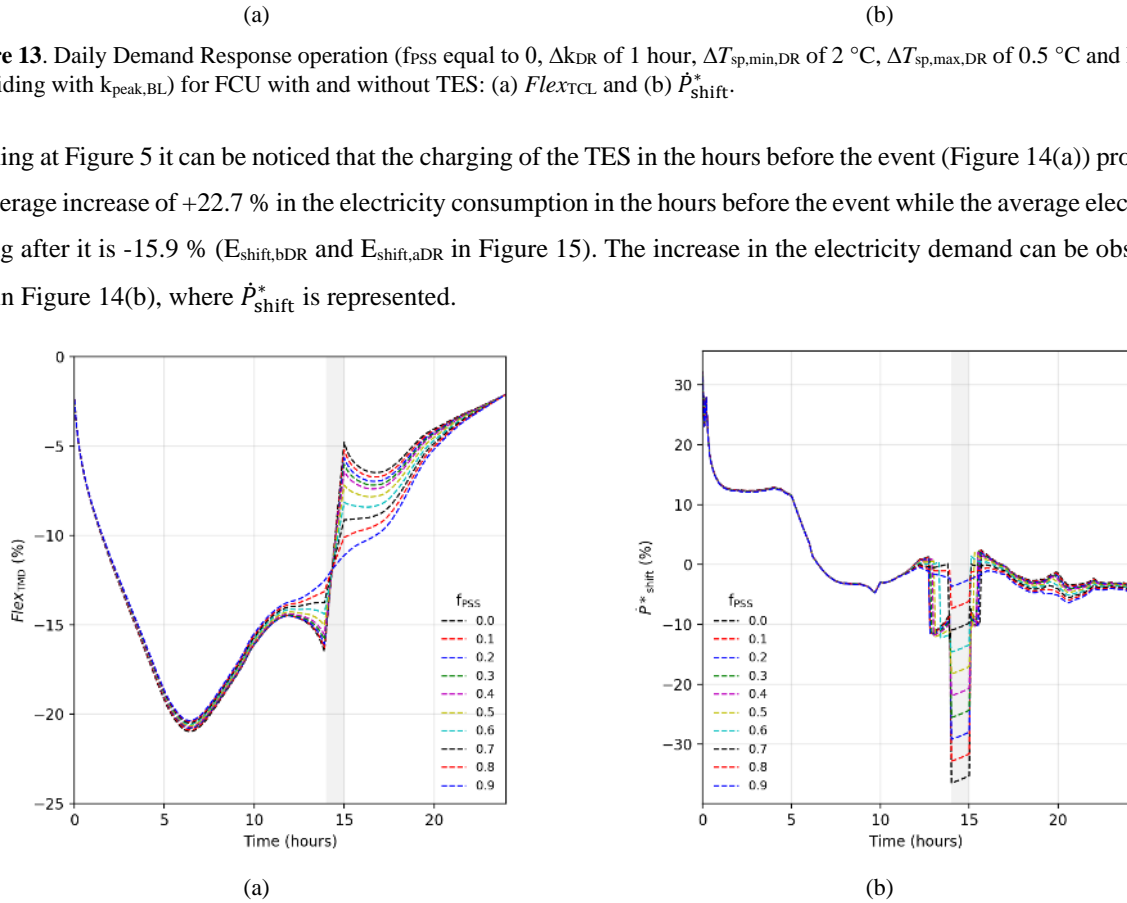 (a) (b)
re 13. Daily Demand Response operation (fPSS equal to 0, ΔkDR of 1 hour, ΔTsp,min,DR of 2 °C, ΔTsp,max,DR of 0.5 °C and
iding with kpeak,BL) for FCU with and without TES: (a) FlexTCL and (b) Ṗ*shift.
ing at Figure 5 it can be noticed that the charging of the TES in the hours before the event (Figure 14(a)) pro
erage increase of +22.7 % in the electricity consumption in the hours before the event while the average elec
g after it is -15.9 % (Eshift,bDR and Eshift,aDR in Figure 15). The increase in the electricity demand can be obs
in Figure 14(b), where Ṗ*shift is represented.
0
−5
−10
−15
−20
−25
FlexTMD (%)
fPSS
0.0
0.1
0.2
0.3
0.4
0.5
0.6
0.7
0.8
0.9
0 5 10 15 20
Time (hours)
(a)
30
20
10
0
−10
−20
−30
Ṗ*shift (%)
fPSS
0.0
0.1
0.2
0.3
0.4
0.5
0.6
0.7
0.8
0.9
0 5 10 15 20
Time (hours)
(b)